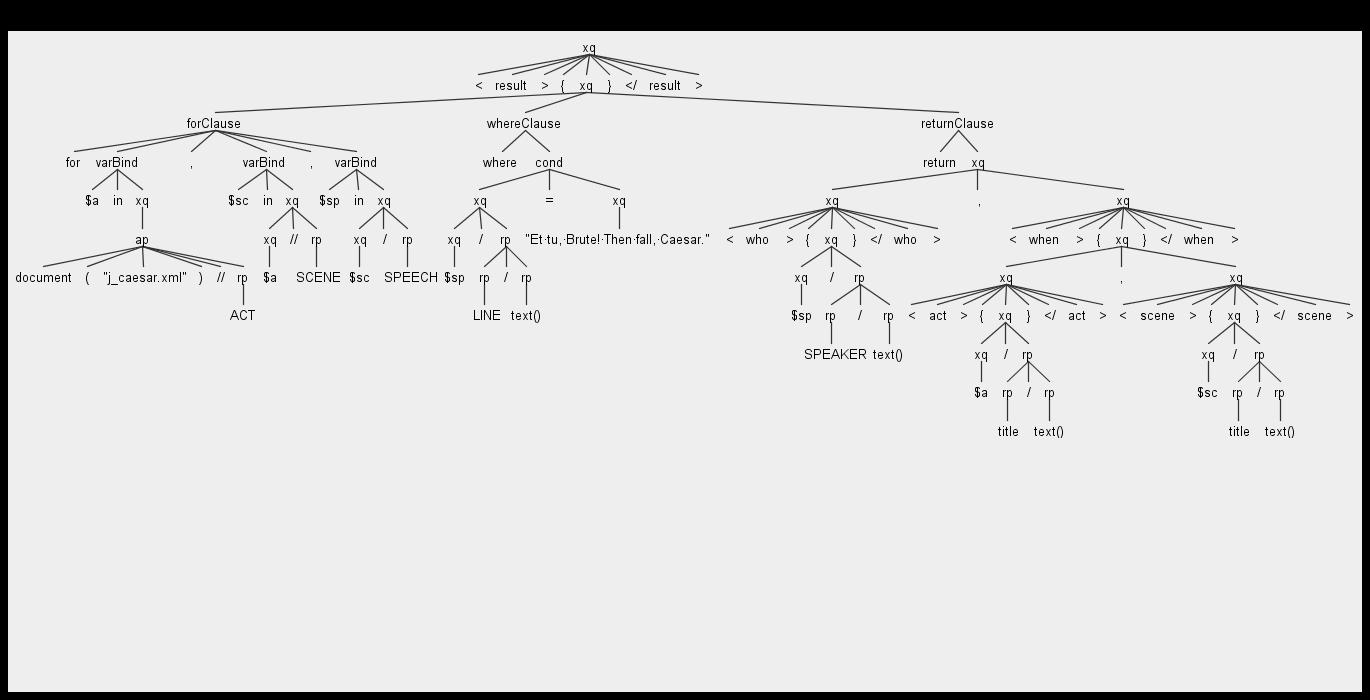 xq
< result > { xq } </ result >
forClause whereClause returnClause
for varBind , varBind , varBind where cond return xq
$a in xq $sc in xq $sp in xq xq = xq xq , xq
ap xq // rp xq / rp xq / rp "Et·tu,·Brute!·Then·fall,·Caesar." < who > { xq } </ who > < when > { xq } </ when >
document ( "j_caesar.xml" ) // rp $a SCENE $sc SPEECH $sp rp / rp xq / rp xq , xq
ACT LINE text() $sp rp / rp < act > { xq } </ act > < scene > { xq } </ scene >
SPEAKER text() xq / rp xq / rp
$a rp / rp $sc rp / rp
title text() title text()